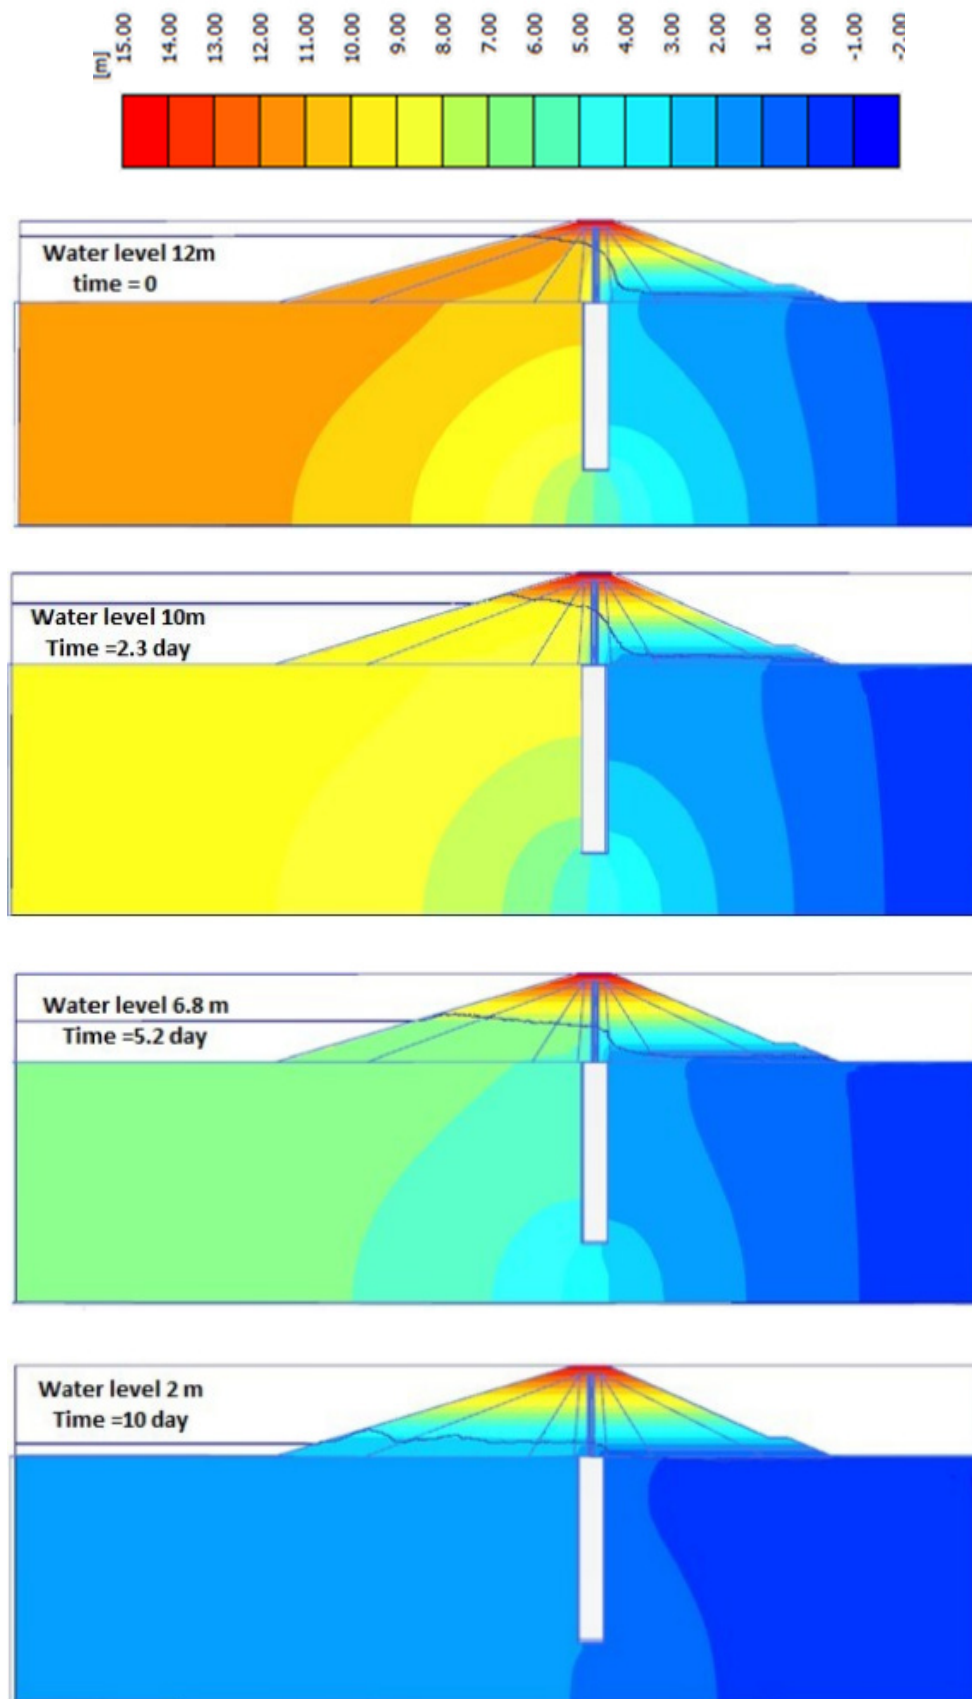 [m]
15.00
14.00
13.00
12.00
11.00
10.00
9.00
8.00
7.00
6.00
5.00
4.00
3.00
2.00
1.00
0.00
-1.00
-2.00
Water level 12m
time = 0
Water level 10m
Time =2.3 day
Water level 6.8 m
Time =5.2 day
Water level 2 m
Time =10 day